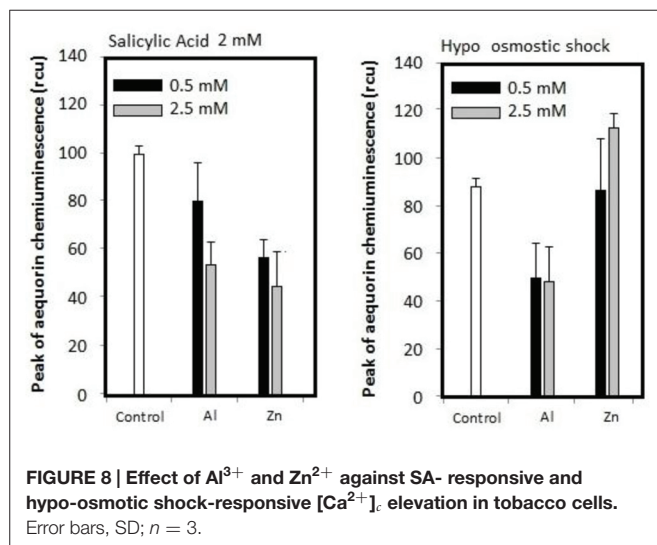 Salicylic Acid 2 mM
Peak of aequorin chemiuminescence (rcu)
140
120
100
80
60
40
20
0
0.5 mM
2.5 mM
Control
Al
Zn
Hypo osmostic shock
Peak of aequorin chemiuminescence (rcu)
140
120
100
80
60
40
20
0
0.5 mM
2.5 mM
Control
Al
Zn
FIGURE 8 | Effect of Al³⁺ and Zn²⁺ against SA- responsive and
hypo-osmotic shock-responsive [Ca²⁺]c elevation in tobacco cells.
Error bars, SD; n = 3.